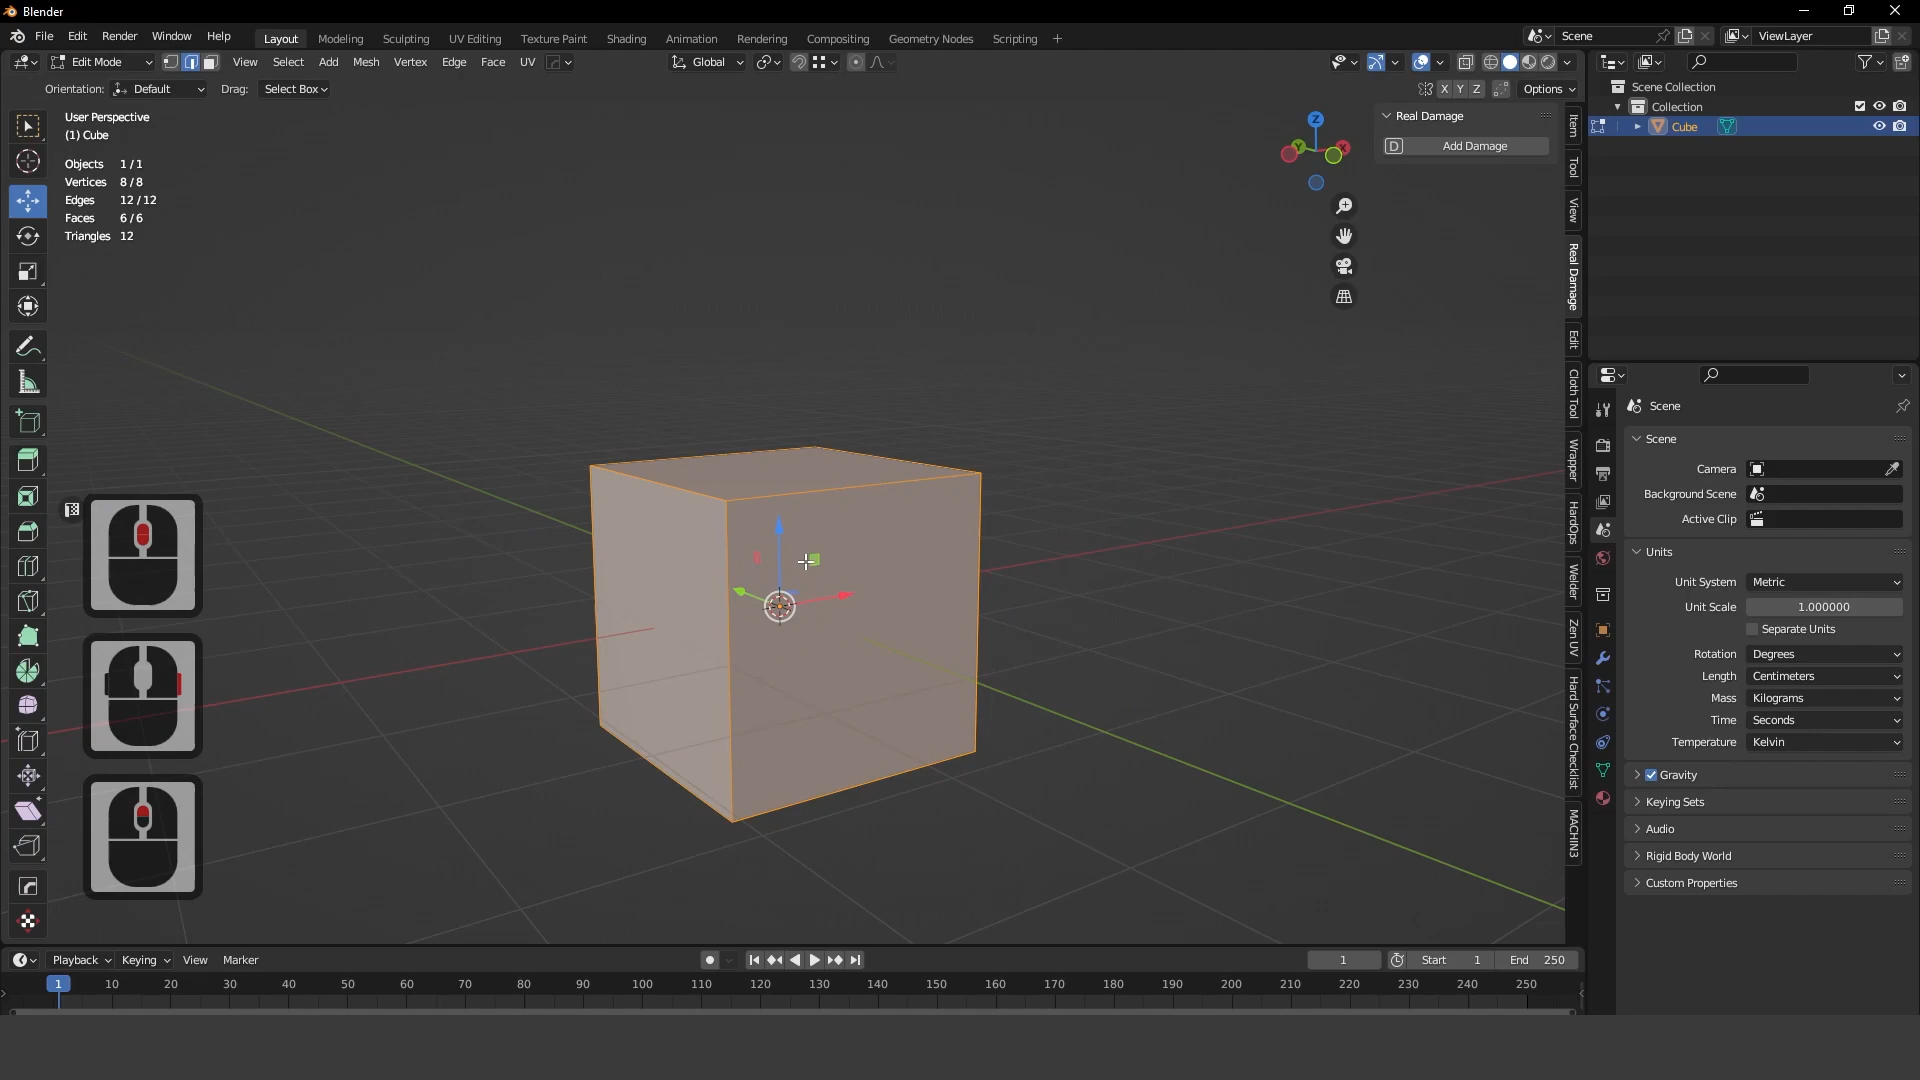 Blender
File Edit Render Window Help
Layout Modeling Sculpting UV Editing Texture Paint Shading Animation Rendering Compositing Geometry Nodes Scripting +
Scene ViewLayer
Edit Mode View Select Add Mesh Vertex Edge Face UV Global
Orientation: Default Drag: Select Box X Y Z Options
User Perspective
(1) Cube
Objects 1/1
Vertices 8/8
Edges 12/12
Faces 6/6
Triangles 12
Z
Y
X
Real Damage
D Add Damage
Item
Tool
View
Real Damage
Edit
Cloth Tool
Wrapper
HardOps
Welder
Zen UV
Hard Surface Checklist
MACHIN3
Scene Collection
Collection
Cube
Scene
Scene
Camera
Background Scene
Active Clip
Units
Unit System Metric
Unit Scale 1.000000
Separate Units
Rotation Degrees
Length Centimeters
Mass Kilograms
Time Seconds
Temperature Kelvin
Gravity
Keying Sets
Audio
Rigid Body World
Custom Properties
Playback Keying View Marker
1 Start 1 End 250
1 10 20 30 40 50 60 70 80 90 100 110 120 130 140 150 160 170 180 190 200 210 220 230 240 250